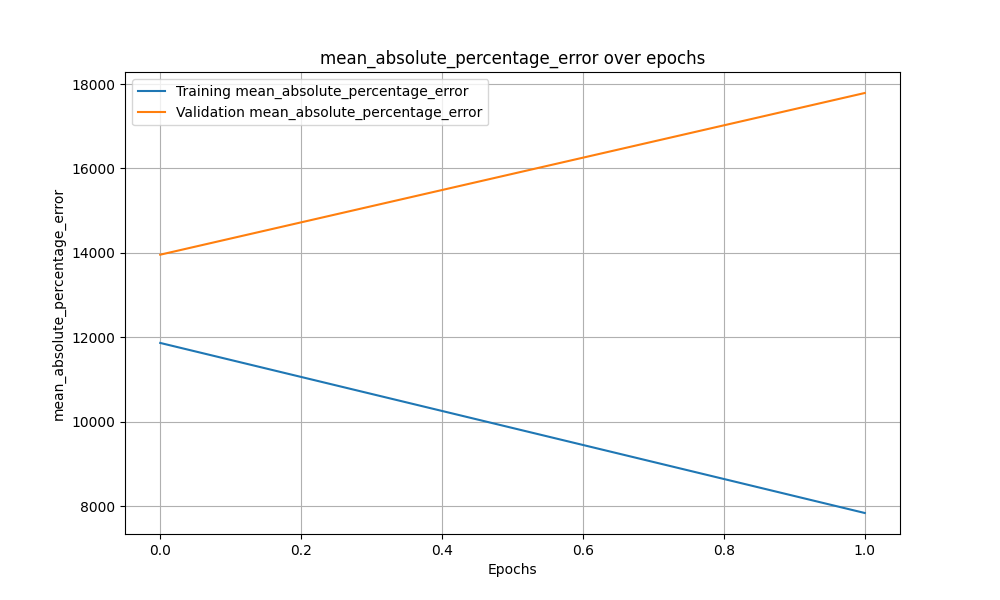 mean_absolute_percentage_error over epochs
Training mean_absolute_percentage_error
Validation mean_absolute_percentage_error
mean_absolute_percentage_error
18000
16000
14000
12000
10000
8000
0.0 0.2 0.4 0.6 0.8 1.0
Epochs